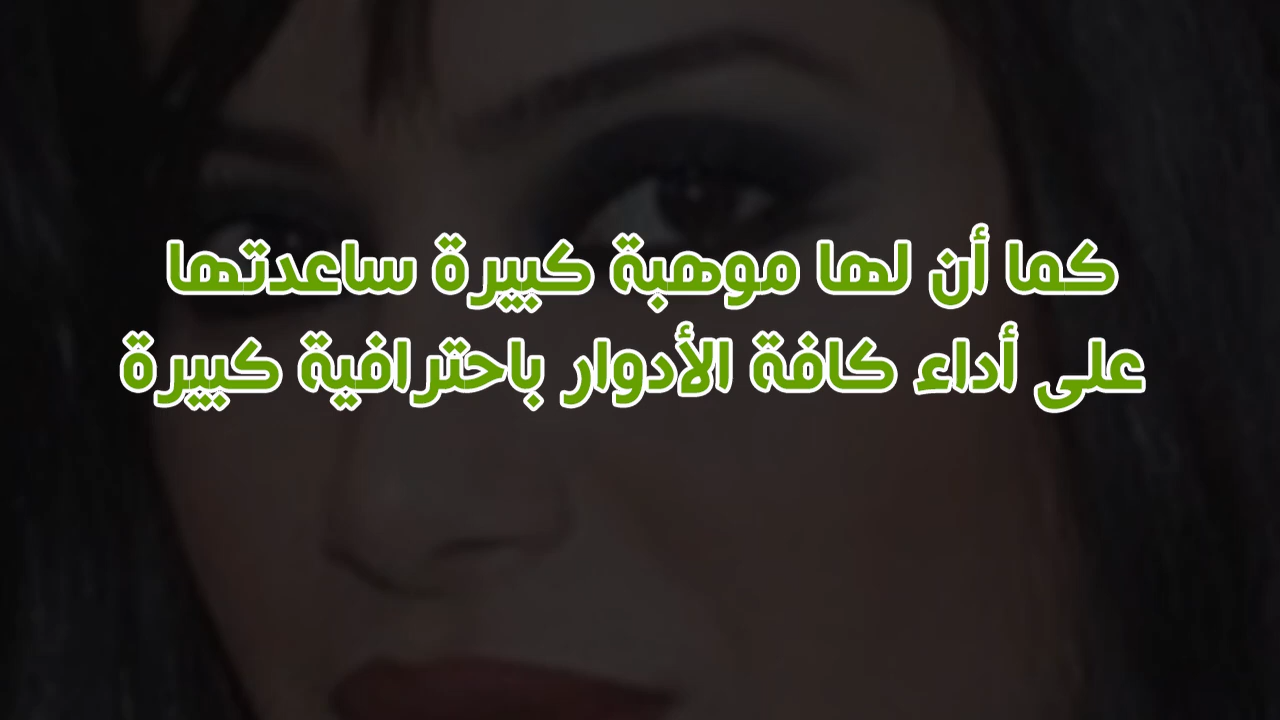 كما أن لها موهبة كبيرة ساعدتها
على أداء كافة الأدوار باحترافية كبيرة